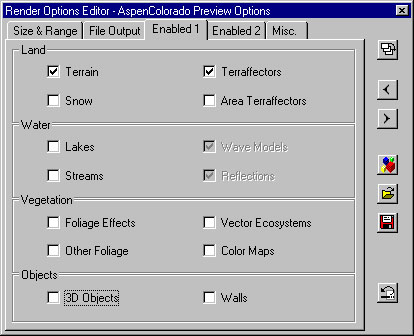 Render Options Editor - AspenColorado Preview Options
Size & Range File Output Enabled 1 Enabled 2 Misc.
Land
Terrain Terraffectors
Snow Area Terraffectors
Water
Lakes Wave Models
Streams Reflections
Vegetation
Foliage Effects Vector Ecosystems
Other Foliage Color Maps
Objects
3D Objects Walls